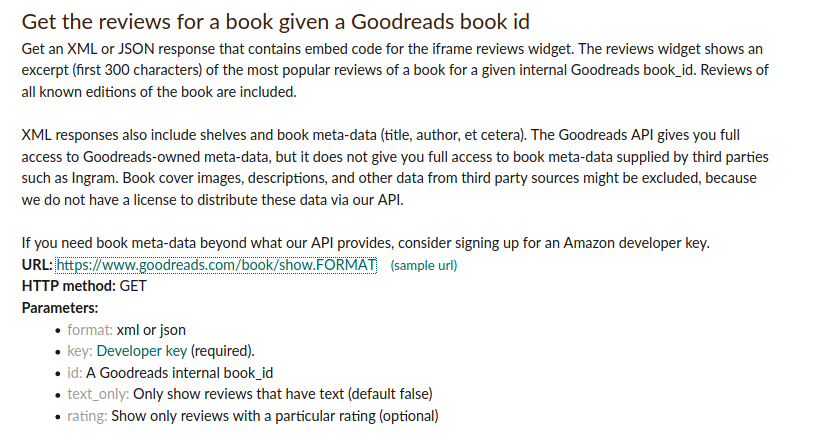 Get the reviews for a book given a Goodreads book id
Get an XML or JSON response that contains embed code for the iframe reviews widget. The reviews widget shows an
excerpt (first 300 characters) of the most popular reviews of a book for a given internal Goodreads book_id. Reviews of
all known editions of the book are included.
XML responses also include shelves and book meta-data (title, author, et cetera). The Goodreads API gives you full
access to Goodreads-owned meta-data, but it does not give you full access to book meta-data supplied by third parties
such as Ingram. Book cover images, descriptions, and other data from third party sources might be excluded, because
we do not have a license to distribute these data via our API.
If you need book meta-data beyond what our API provides, consider signing up for an Amazon developer key.
URL: https://www.goodreads.com/book/show.FORMAT (sample url)
HTTP method: GET
Parameters:
• format: xml or json
• key: Developer key (required).
• id: A Goodreads internal book_id
• text_only: Only show reviews that have text (default false)
• rating: Show only reviews with a particular rating (optional)